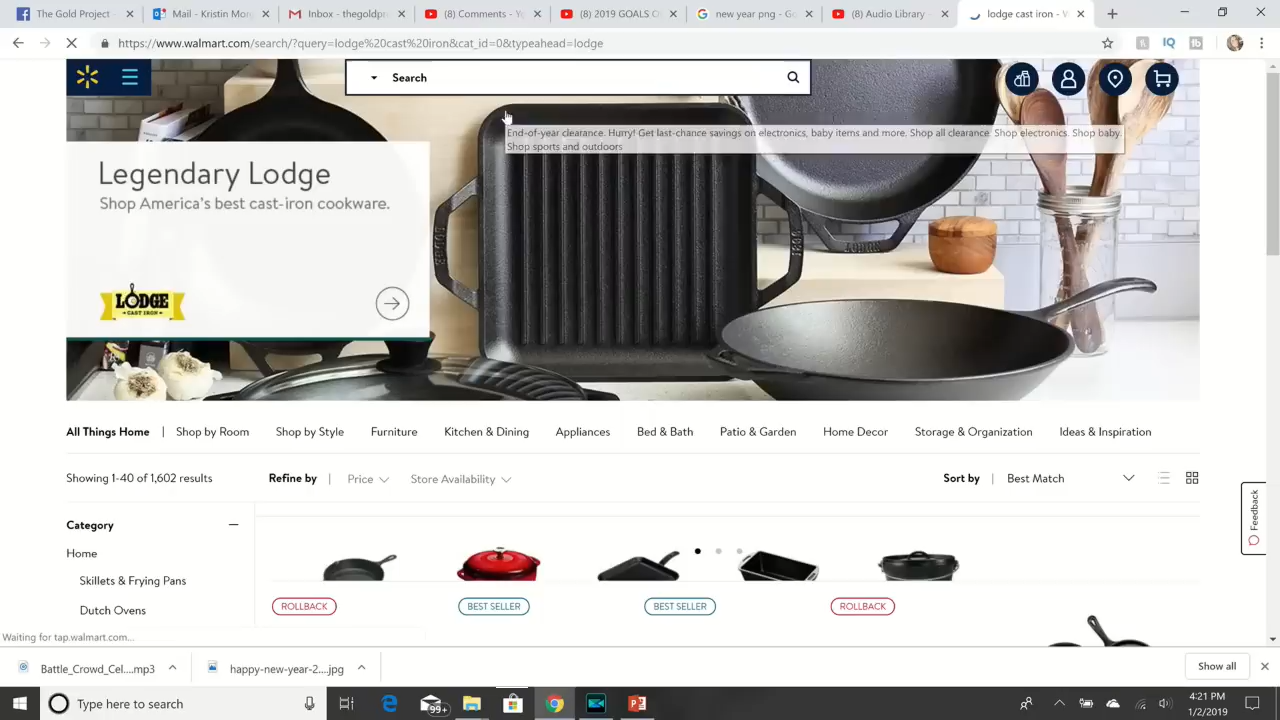 The Gold Project
Mail - Kristin Mor
Inbox - thegoldpr
(8) Comments - Y
(8) 2019 GOALS C
new year png - Go
(8) Audio Library -
lodge cast iron - W
https://www.walmart.com/search/?query=lodge%20cast%20iron&cat_id=0&typeahead=lodge
Search
End-of-year clearance. Hurry! Get last-chance savings on electronics, baby items and more. Shop all clearance. Shop electronics. Shop baby.
Shop sports and outdoors
Legendary Lodge
Shop America's best cast-iron cookware.
LODGE
CAST IRON
LODGE
1896
LODGE
All Things Home | Shop by Room Shop by Style Furniture Kitchen & Dining Appliances Bed & Bath Patio & Garden Home Decor Storage & Organization Ideas & Inspiration
Showing 1-40 of 1,602 results
Refine by | Price Store Availability
Sort by | Best Match
Feedback
Category
Home
Skillets & Frying Pans
Dutch Ovens
ROLLBACK
BEST SELLER
BEST SELLER
ROLLBACK
Waiting for tap.walmart.com...
Battle_Crowd_Cel....mp3
happy-new-year-2....jpg
Show all
Type here to search
99+
4:21 PM
1/2/2019